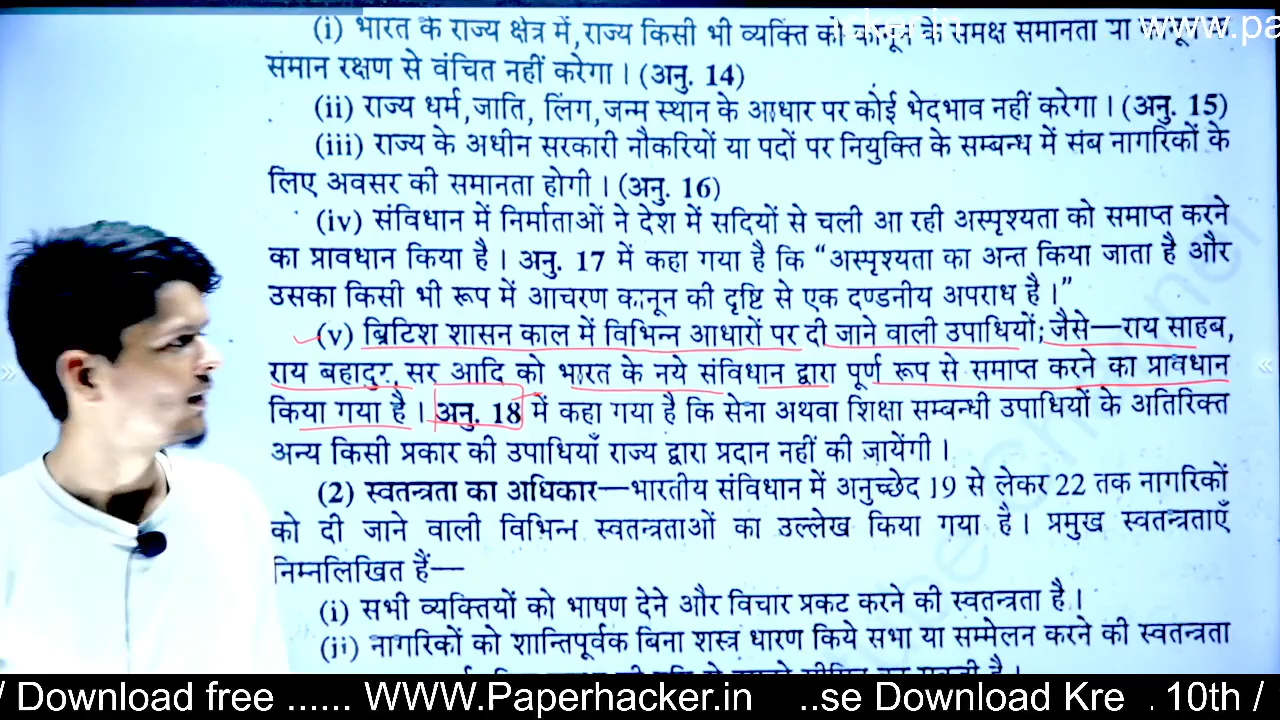 (i) भारत के राज्य क्षेत्र में, राज्य किसी भी व्यक्ति को कानून के समक्ष समानता या
समान रक्षण से वंचित नहीं करेगा । (अनु. 14)
(ii) राज्य धर्म, जाति, लिंग, जन्म स्थान के आधार पर कोई भेदभाव नहीं करेगा । (अनु. 15)
(iii) राज्य के अधीन सरकारी नौकरियों या पदों पर नियुक्ति के सम्बन्ध में सब नागरिकों के
लिए अवसर की समानता होगी । (अनु. 16)
(iv) संविधान में निर्माताओं ने देश में सदियों से चली आ रही अस्पृश्यता को समाप्त करने
का प्रावधान किया है । अनु. 17 में कहा गया है कि “अस्पृश्यता का अन्त किया जाता है और
उसका किसी भी रूप में आचरण कानून की दृष्टि से एक दण्डनीय अपराध है ।”
(v) ब्रिटिश शासन काल में विभिन्न आधारों पर दी जाने वाली उपाधियों; जैसे—राय साहब,
राय बहादुर, सर आदि को भारत के नये संविधान द्वारा पूर्ण रूप से समाप्त करने का प्रावधान
किया गया है । अनु. 18 में कहा गया है कि सेना अथवा शिक्षा सम्बन्धी उपाधियों के अतिरिक्त
अन्य किसी प्रकार की उपाधियाँ राज्य द्वारा प्रदान नहीं की जायेंगी ।
(2) स्वतन्त्रता का अधिकार—भारतीय संविधान में अनुच्छेद 19 से लेकर 22 तक नागरिकों
को दी जाने वाली विभिन्न स्वतन्त्रताओं का उल्लेख किया गया है । प्रमुख स्वतन्त्रताएँ
निम्नलिखित हैं—
(i) सभी व्यक्तियों को भाषण देने और विचार प्रकट करने की स्वतन्त्रता है ।
(ii) नागरिकों को शान्तिपूर्वक बिना शस्त्र धारण किये सभा या सम्मेलन करने की स्वतन्त्रता
/ Download free ...... WWW.Paperhacker.in ..se Download Kre . 10th /